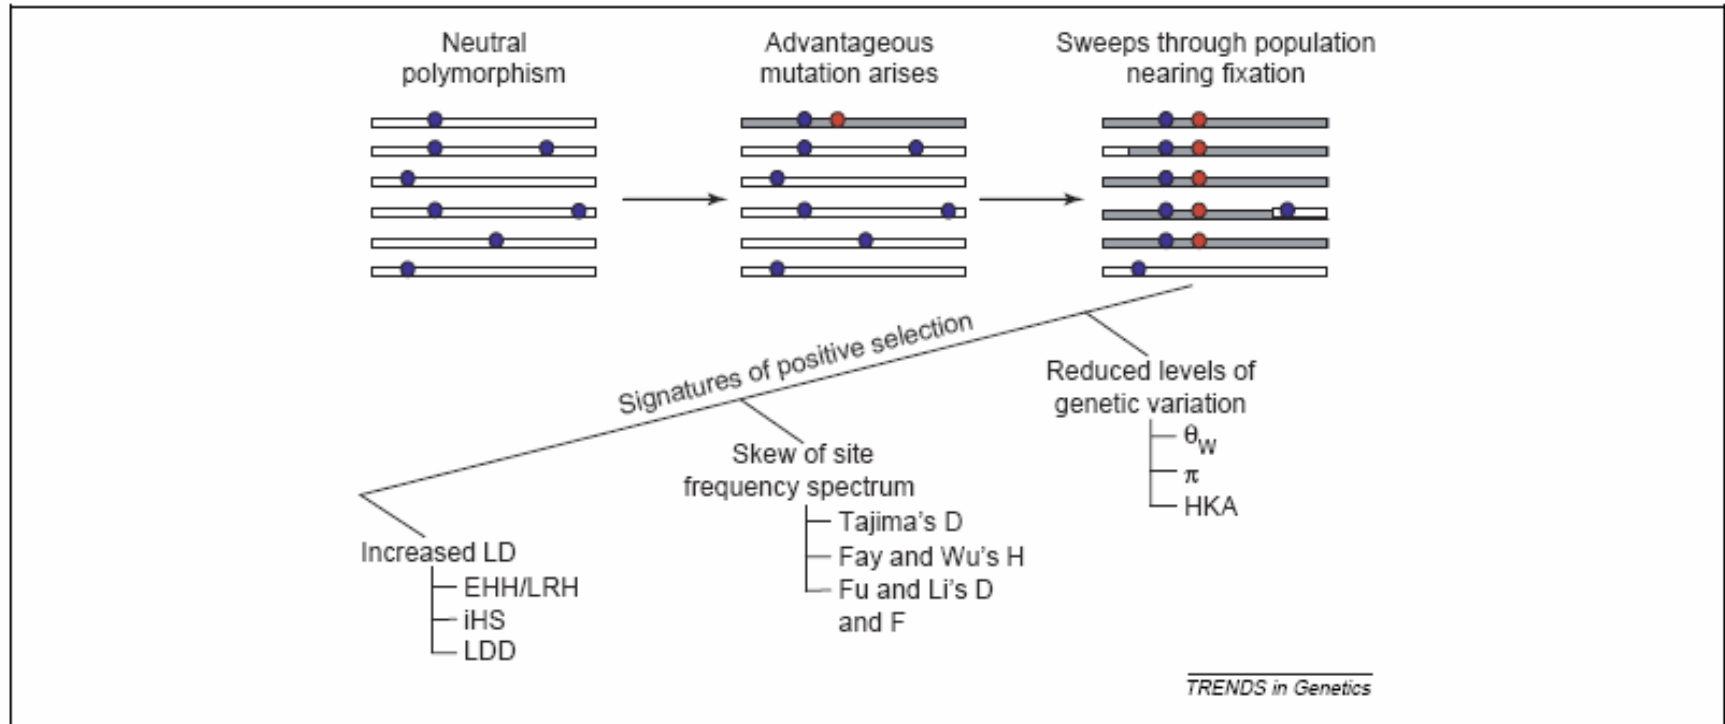 Neutral
polymorphism
Advantageous
mutation arises
Sweeps through population
nearing fixation
Signatures of positive selection
Reduced levels of
genetic variation
θW
π
HKA
Skew of site
frequency spectrum
Tajima's D
Fay and Wu's H
Fu and Li's D
and F
Increased LD
EHH/LRH
iHS
LDD
TRENDS in Genetics